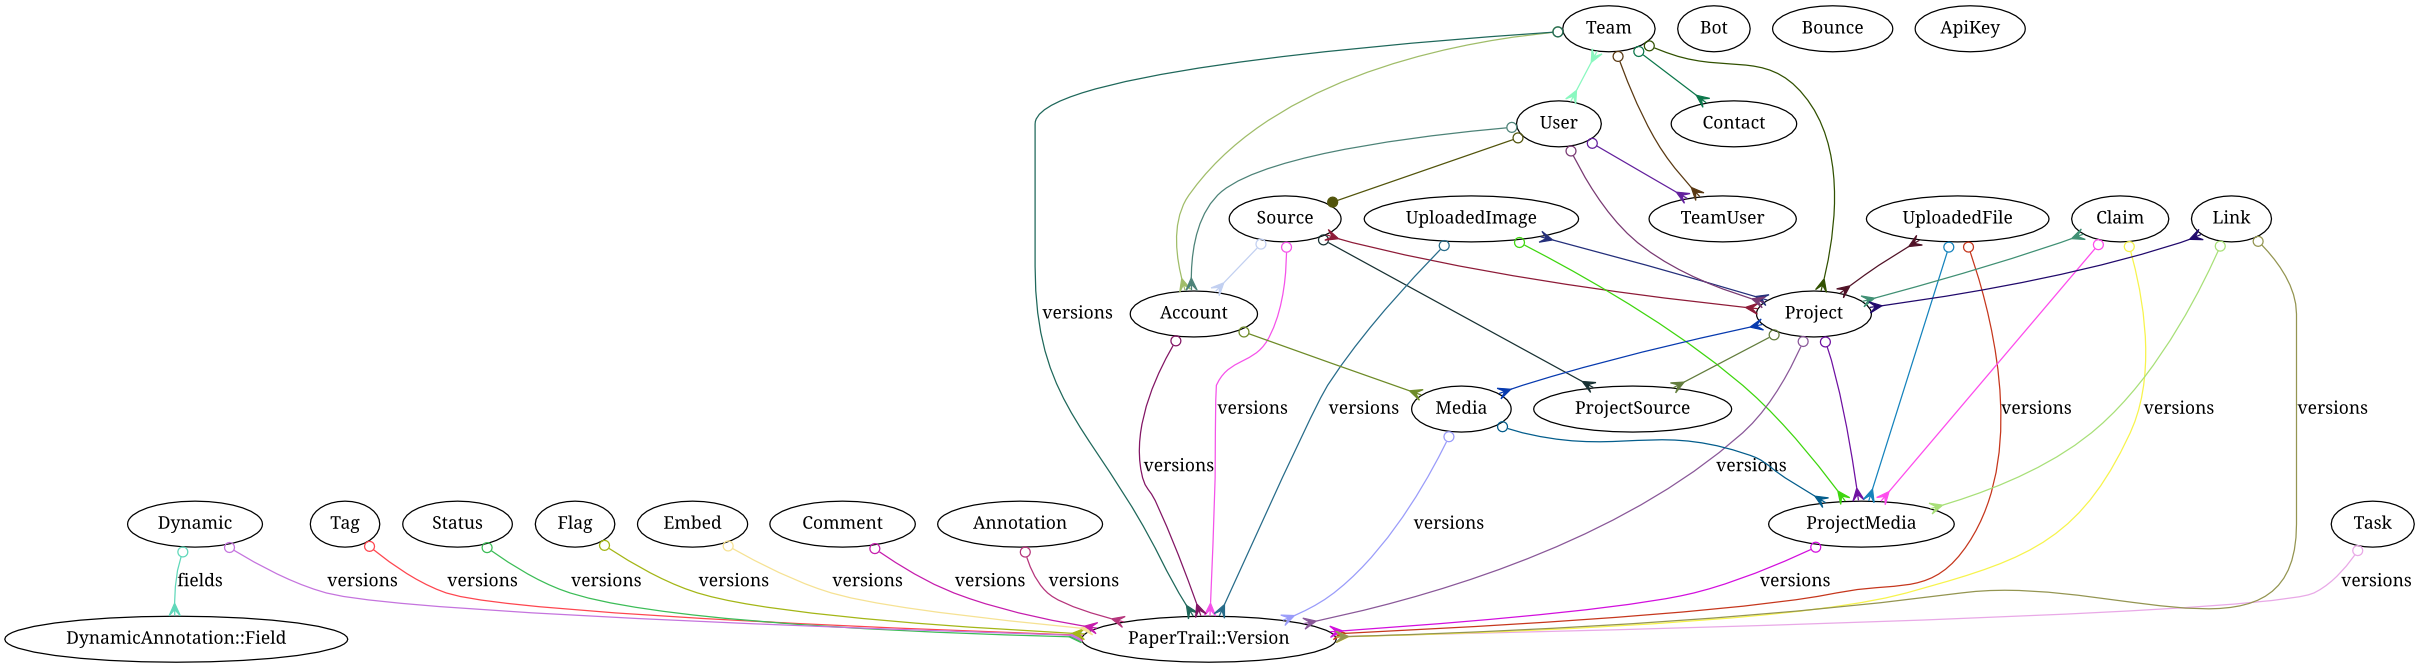 Team
Bot
Bounce
ApiKey
User
Contact
Source
UploadedImage
TeamUser
UploadedFile
Claim
Link
versions
Account
Project
versions
versions
Media
ProjectSource
versions
versions
versions
versions
versions
Dynamic
Tag
Status
Flag
Embed
Comment
Annotation
versions
ProjectMedia
Task
fields
versions
versions
versions
versions
versions
versions
versions
versions
versions
DynamicAnnotation::Field
PaperTrail::Version